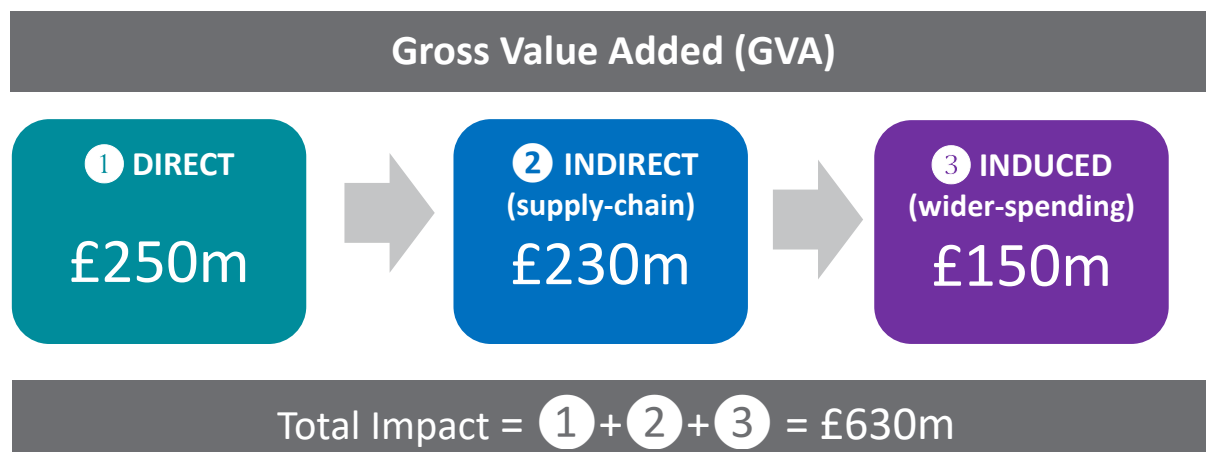 Gross Value Added (GVA)
1 DIRECT
£250m
2 INDIRECT
(supply-chain)
£230m
3 INDUCED
(wider-spending)
£150m
Total Impact = 1+2+3 = £630m